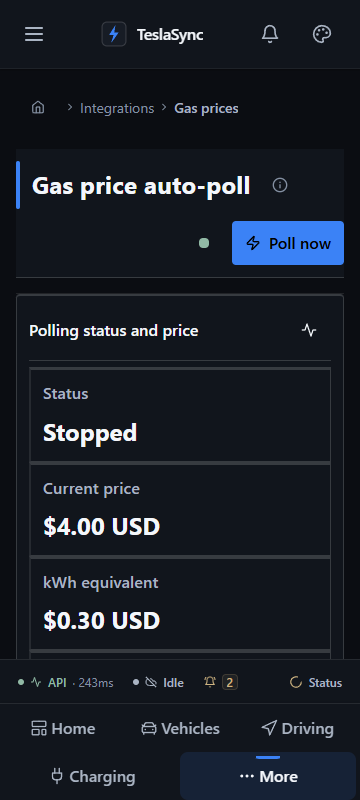 TeslaSync
Integrations > Gas prices
Gas price auto-poll
Poll now
Polling status and price
Status
Stopped
Current price
$4.00 USD
kWh equivalent
$0.30 USD
API · 243ms Idle 2 Status
Home Vehicles Driving
Charging More